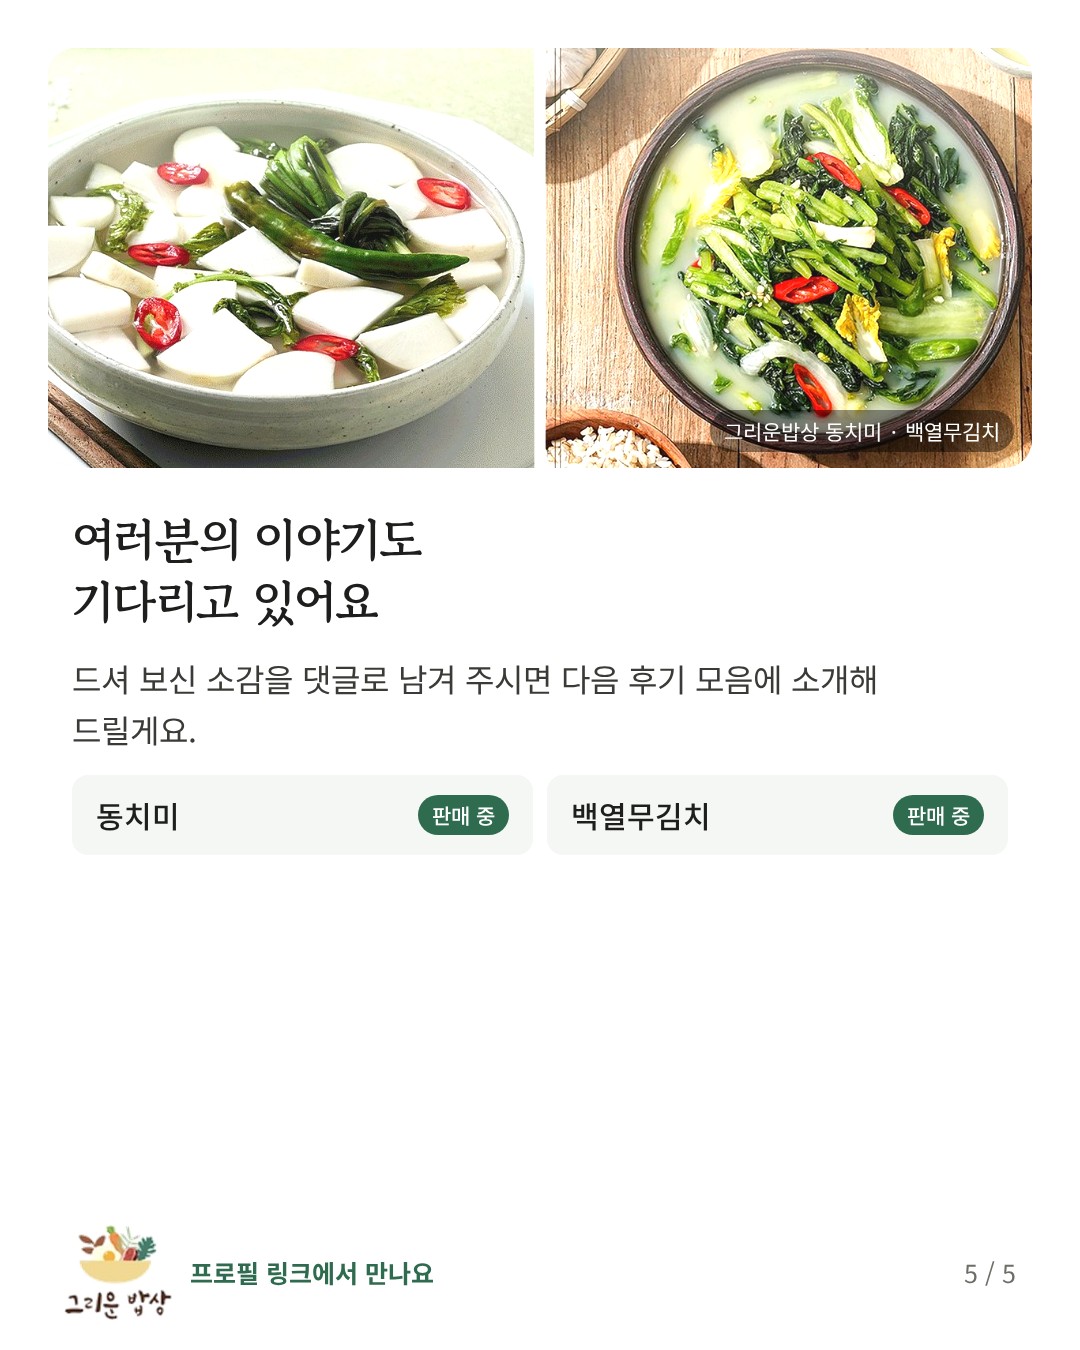 그리운밥상 동치미 · 백열무김치
여러분의 이야기도
기다리고 있어요
드셔 보신 소감을 댓글로 남겨 주시면 다음 후기 모음에 소개해
드릴게요.
동치미 판매 중 백열무김치 판매 중
그리운 밥상 프로필 링크에서 만나요 5 / 5